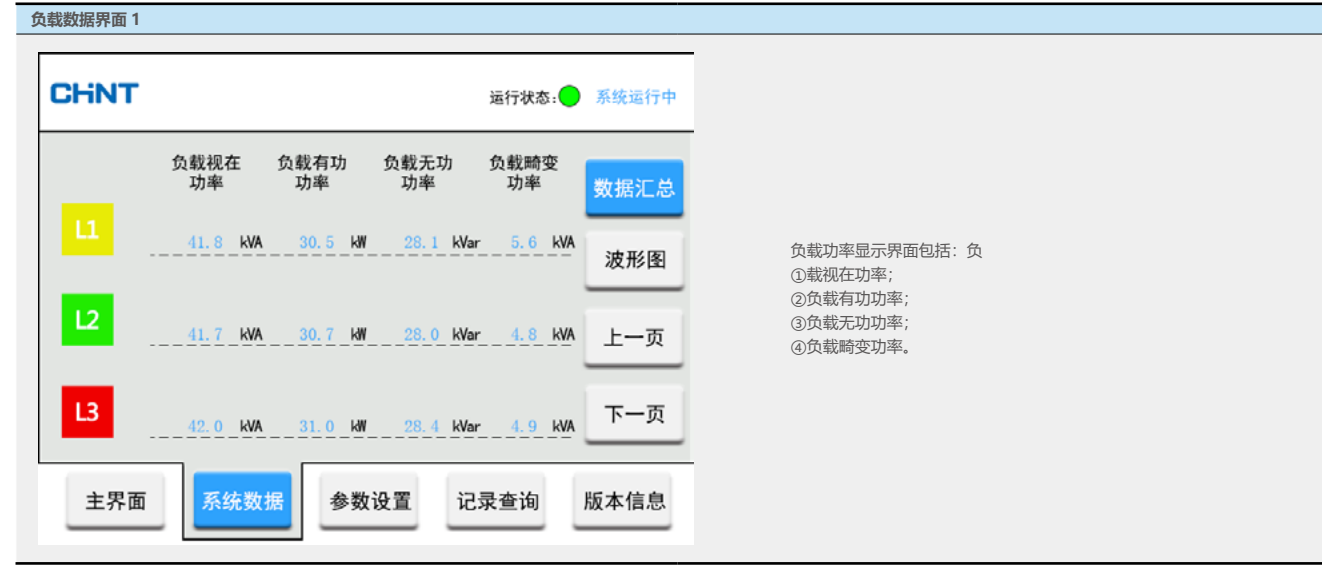 负载数据界面 1
CHNT
运行状态: 系统运行中
负载视在 负载有功 负载无功 负载畸变
功率 功率 功率 功率
数据汇总
L1 41.8 kVA 30.5 kW 28.1 kVar 5.6 kVA
波形图
L2 41.7 kVA 30.7 kW 28.0 kVar 4.8 kVA
上一页
L3 42.0 kVA 31.0 kW 28.4 kVar 4.9 kVA
下一页
主界面 系统数据 参数设置 记录查询 版本信息
负载功率显示界面包括：负
①载视在功率；
②负载有功功率；
③负载无功功率；
④负载畸变功率。